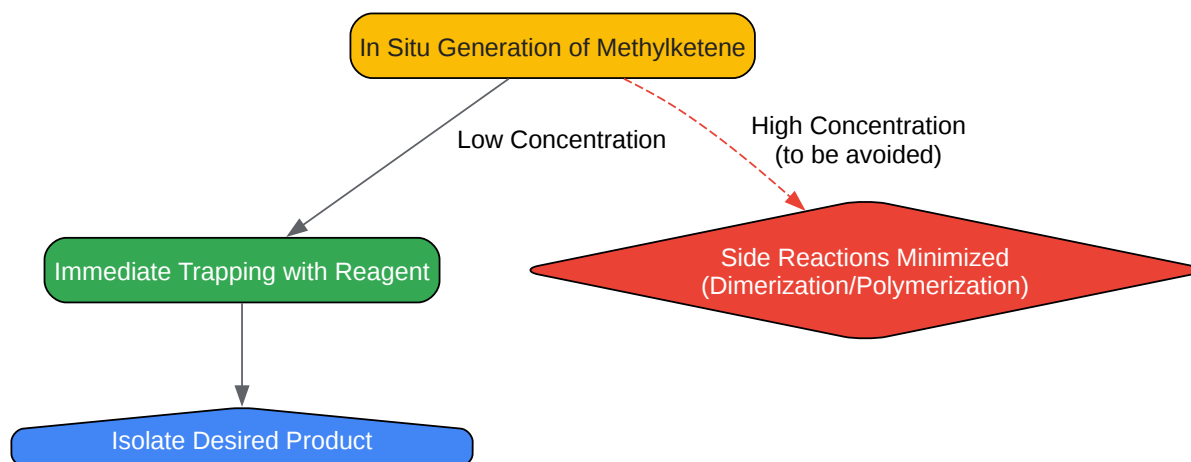 In Situ Generation of Methylketene
Low Concentration
High Concentration
(to be avoided)
Immediate Trapping with Reagent
Side Reactions Minimized
(Dimerization/Polymerization)
Isolate Desired Product